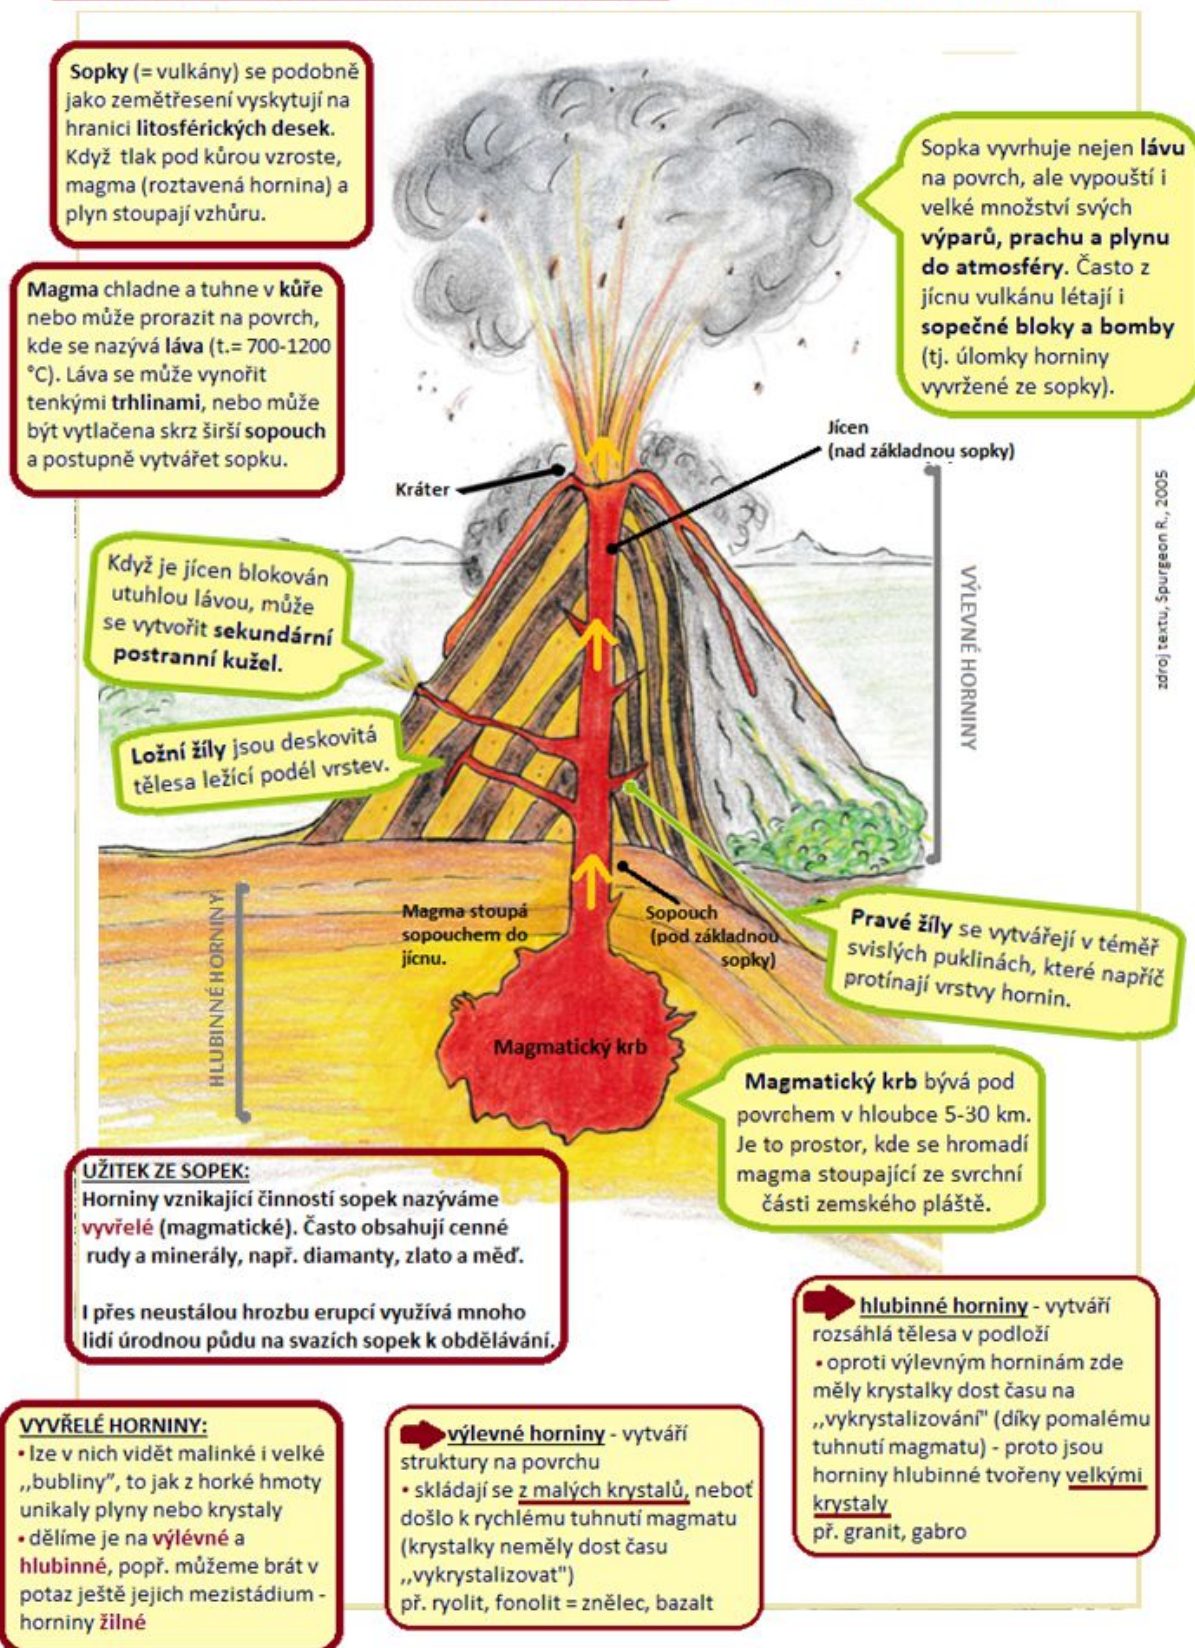 Sopky (= vulkány) se podobně
jako zemětřesení vyskytují na
hranici litosférických desek.
Když tlak pod kůrou vzroste,
magma (roztavená hornina) a
plyn stoupají vzhůru.
Sopka vyvrhuje nejen lávu
na povrch, ale vypouští i
velké množství svých
výparů, prachu a plynu
do atmosféry. Často z
jícnu vulkánu létají i
sopečné bloky a bomby
(tj. úlomky horniny
vyvržené ze sopky).
Magma chladne a tuhne v kůře
nebo může prorazit na povrch,
kde se nazývá láva (t.= 700-1200
°C). Láva se může vynořit
tenkými trhlinami, nebo může
být vytlačena skrz širší sopouch
a postupně vytvářet sopku.
Jícen
(nad základnou sopky)
Kráter
zdroj textu, Spurgeon R., 2005
VÝLEVNÉ HORNINY
Když je jícen blokován
utuhlou lávou, může
se vytvořit sekundární
postranní kužel.
Ložní žíly jsou deskovitá
tělesa ležící podél vrstev.
HLUBINNÉ HORNINY
Magma stoupá
sopouchem do
jícnu.
Sopouch
(pod základnou
sopky)
Pravé žíly se vytvářejí v téměř
svislých puklinách, které napříč
protínají vrstvy hornin.
Magmatický krb
Magmatický krb bývá pod
povrchem v hloubce 5-30 km.
Je to prostor, kde se hromadí
magma stoupající ze svrchní
části zemského pláště.
UŽITEK ZE SOPEK:
Horniny vznikající činností sopek nazýváme
vyvřelé (magmatické). Často obsahují cenné
rudy a minerály, např. diamanty, zlato a měď.
I přes neustálou hrozbu erupcí využívá mnoho
lidí úrodnou půdu na svazích sopek k obdělávání.
VYVŘELÉ HORNINY:
• lze v nich vidět malinké i velké
,,bubliny", to jak z horké hmoty
unikaly plyny nebo krystaly
• dělíme je na výlévné a
hlubinné, popř. můžeme brát v
potaz ještě jejich mezistádium -
horniny žilné
výlevné horniny - vytváří
struktury na povrchu
• skládají se z malých krystalů, neboť
došlo k rychlému tuhnutí magmatu
(krystalky neměly dost času
,,vykrystalizovat")
př. ryolit, fonolit = znělec, bazalt
hlubinné horniny - vytváří
rozsáhlá tělesa v podloží
• oproti výlevným horninám zde
měly krystalky dost času na
,,vykrystalizování" (díky pomalému
tuhnutí magmatu) - proto jsou
horniny hlubinné tvořeny velkými
krystaly
př. granit, gabro